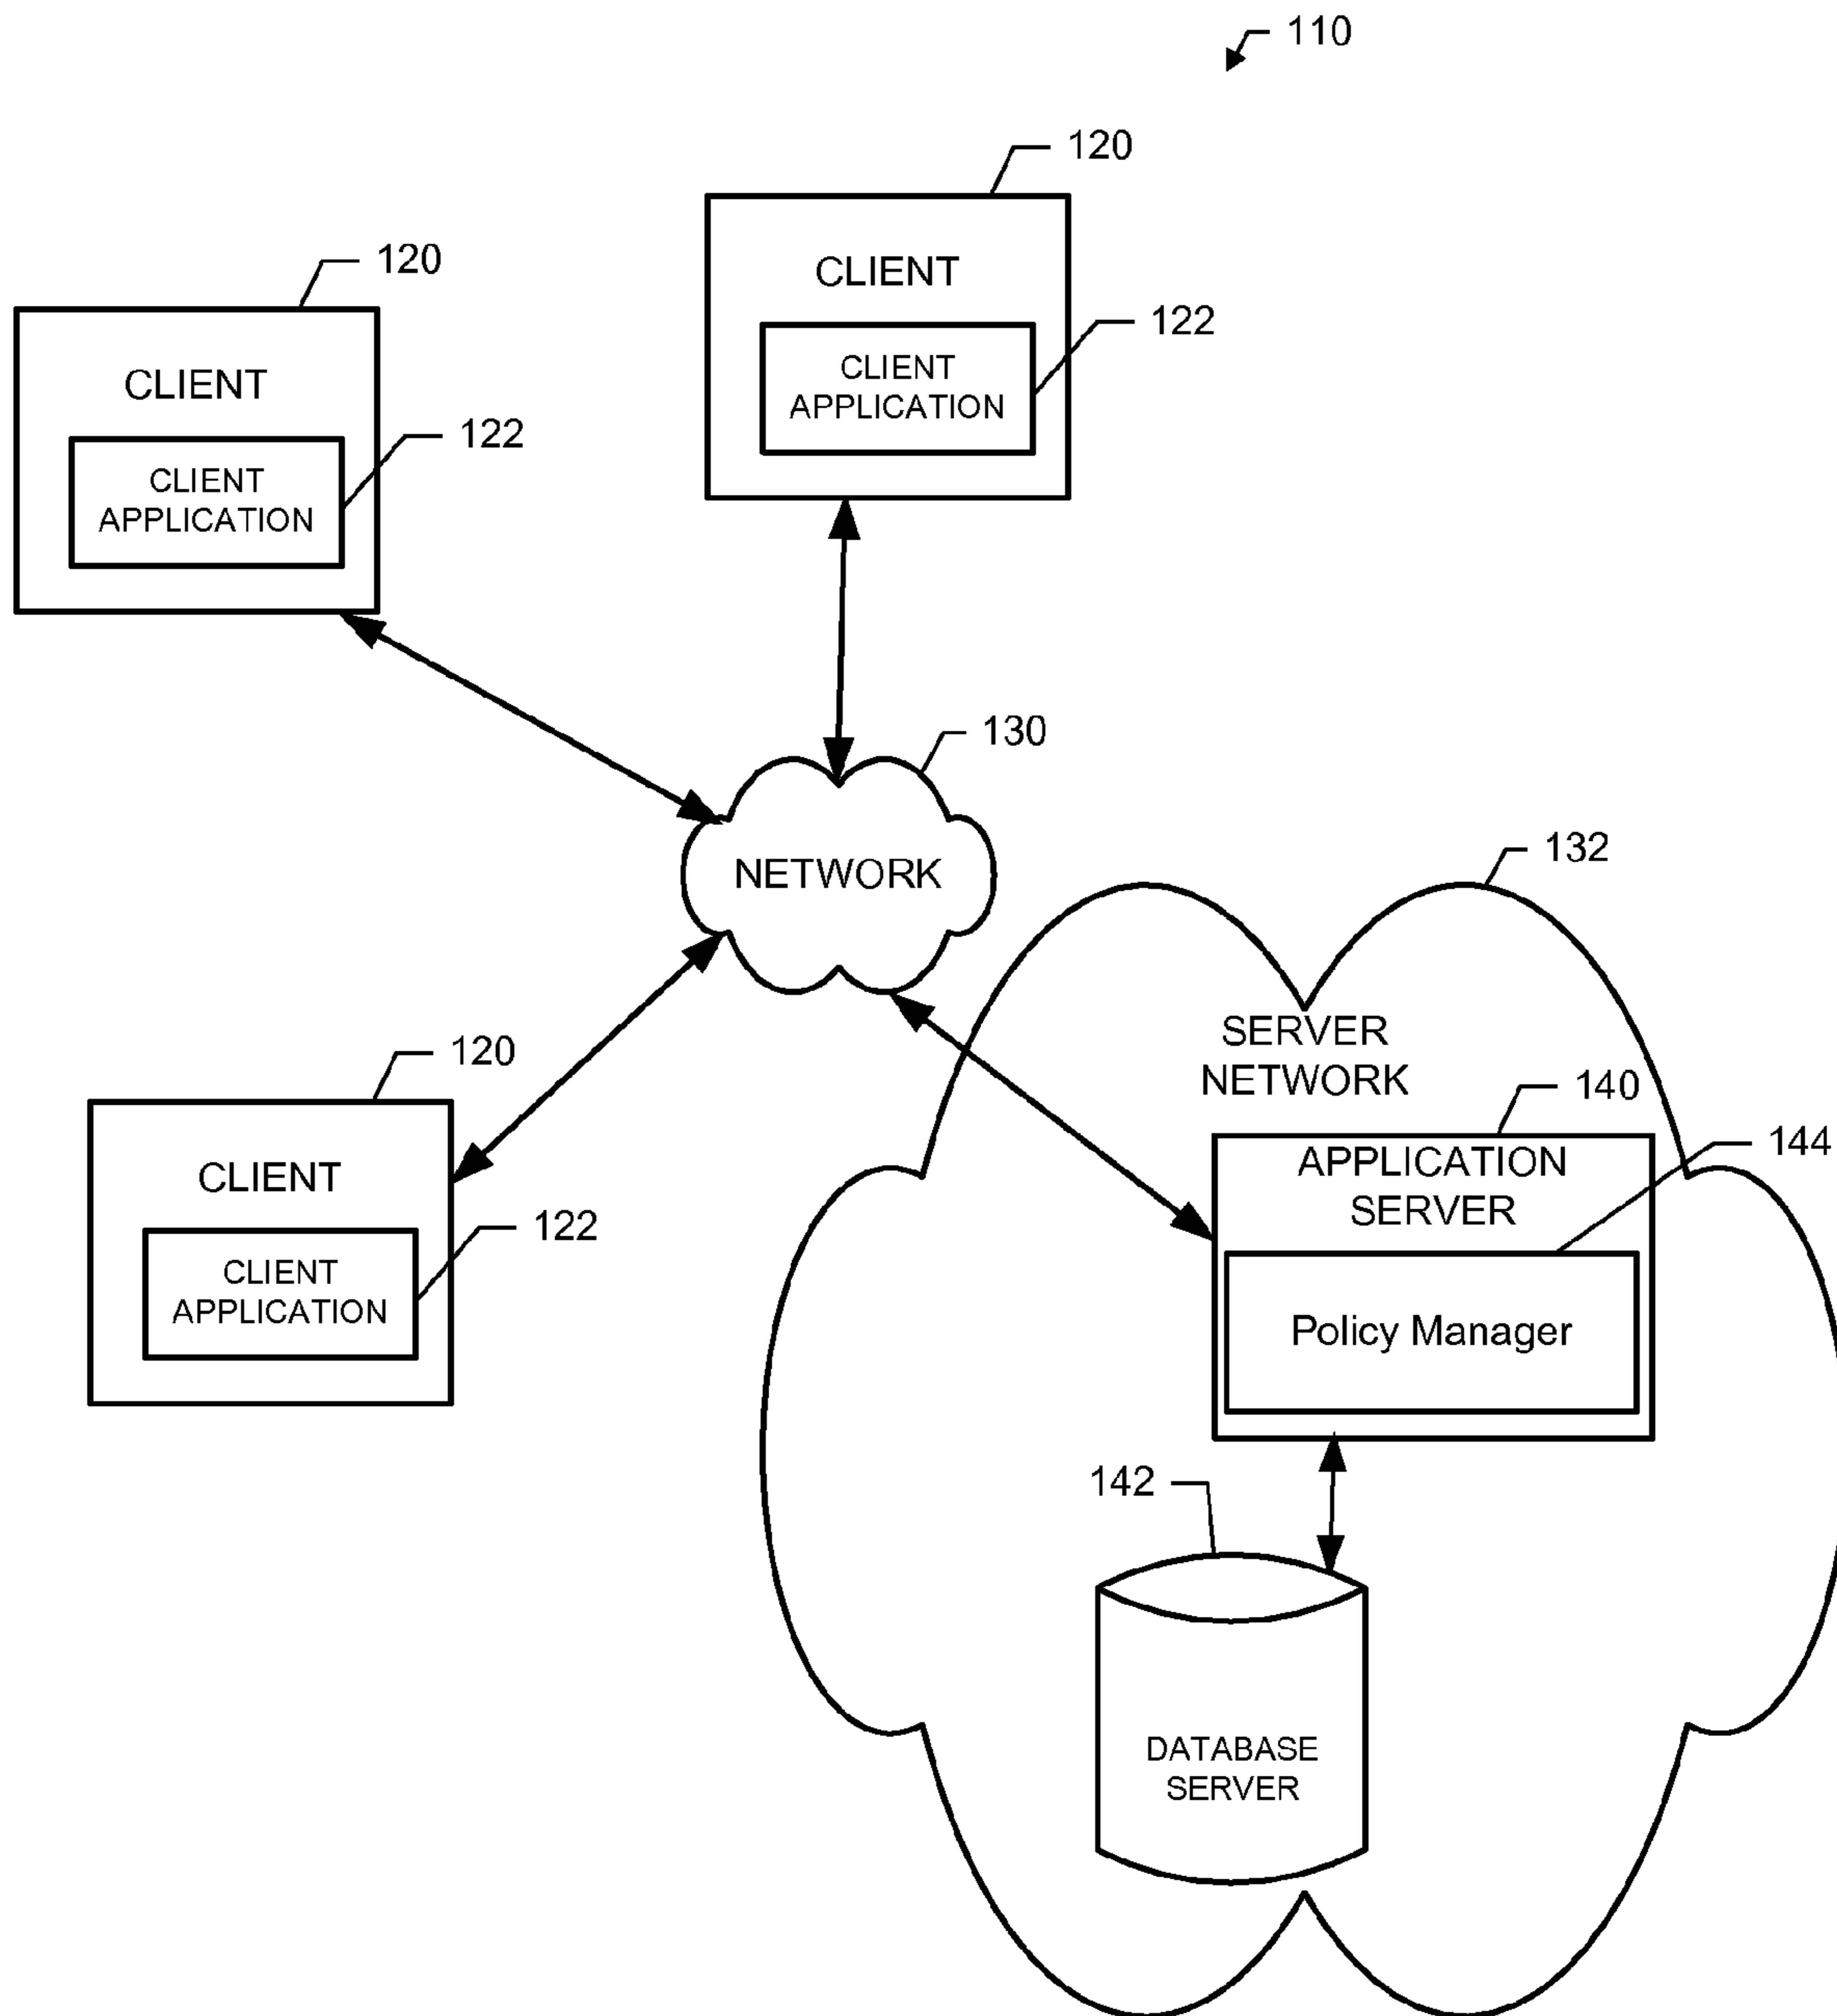 110
120
CLIENT
122
CLIENT
APPLICATION
120
CLIENT
122
CLIENT
APPLICATION
130
NETWORK
132
SERVER
NETWORK
120
CLIENT
122
CLIENT
APPLICATION
140
144
APPLICATION
SERVER
Policy Manager
142
DATABASE
SERVER